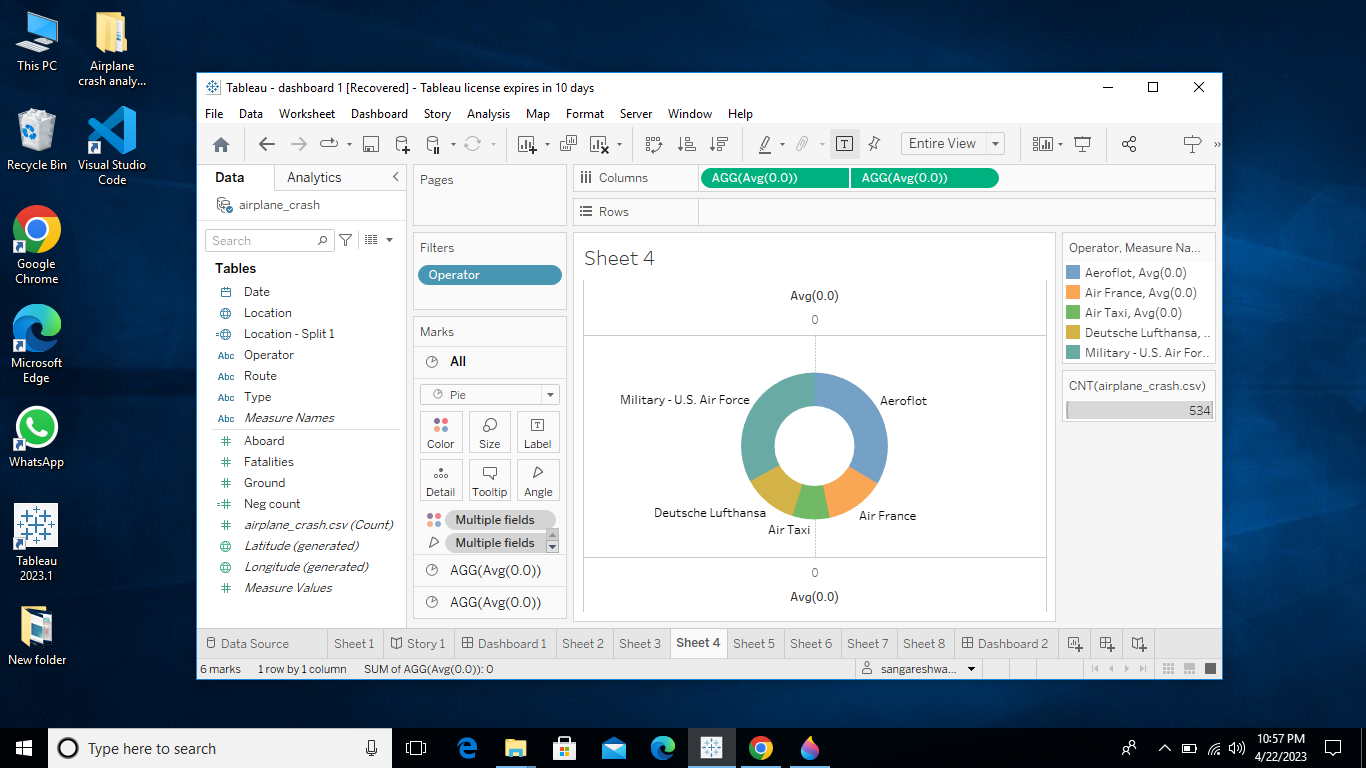 This PC
Airplane
crash analy...
Recycle Bin
Visual Studio
Code
Google
Chrome
Microsoft
Edge
WhatsApp
Tableau
2023.1
New folder
Tableau - dashboard 1 [Recovered] - Tableau license expires in 10 days
File Data Worksheet Dashboard Story Analysis Map Format Server Window Help
Entire View
Data Analytics
airplane_crash
Search
Tables
Date
Location
Location - Split 1
Abc Operator
Abc Route
Abc Type
Abc Measure Names
Aboard
Fatalities
Ground
Neg count
airplane_crash.csv (Count)
Latitude (generated)
Longitude (generated)
Measure Values
Pages
Filters
Operator
Marks
All
Pie
Color Size Label
Detail Tooltip Angle
Multiple fields
Multiple fields
AGG(Avg(0.0))
AGG(Avg(0.0))
Columns AGG(Avg(0.0)) AGG(Avg(0.0))
Rows
Sheet 4
Avg(0.0)
0
Military - U.S. Air Force
Aeroflot
Deutsche Lufthansa
Air France
Air Taxi
0
Avg(0.0)
Operator, Measure Na...
Aeroflot, Avg(0.0)
Air France, Avg(0.0)
Air Taxi, Avg(0.0)
Deutsche Lufthansa, ..
Military - U.S. Air For..
CNT(airplane_crash.csv)
534
Data Source Sheet 1 Story 1 Dashboard 1 Sheet 2 Sheet 3 Sheet 4 Sheet 5 Sheet 6 Sheet 7 Sheet 8 Dashboard 2
6 marks 1 row by 1 column SUM of AGG(Avg(0.0)): 0 sangareshwa...
Type here to search
10:57 PM
4/22/2023